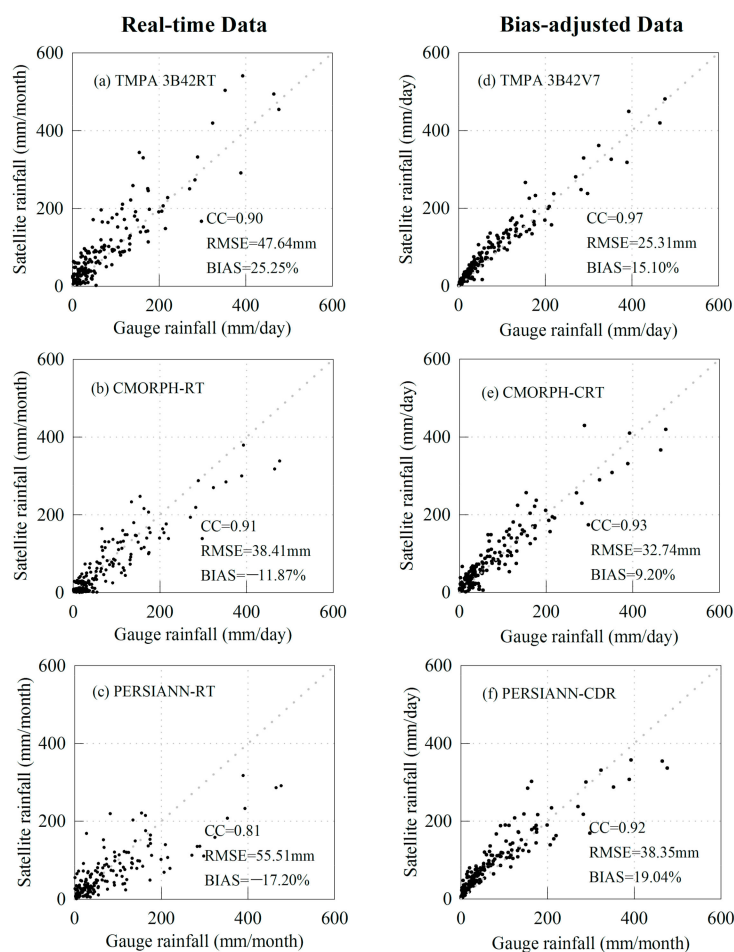 Real-time Data
Bias-adjusted Data
600
400
200
0
Satellite rainfall (mm/month)
(a) TMPA 3B42RT
CC=0.90
RMSE=47.64mm
BIAS=25.25%
0 200 400 600
Gauge rainfall (mm/day)
600
400
200
0
Satellite rainfall (mm/day)
(d) TMPA 3B42V7
CC=0.97
RMSE=25.31mm
BIAS=15.10%
0 200 400 600
Gauge rainfall (mm/day)
600
400
200
0
Satellite rainfall (mm/month)
(b) CMORPH-RT
CC=0.91
RMSE=38.41mm
BIAS=−11.87%
0 200 400 600
Gauge rainfall (mm/day)
600
400
200
0
Satellite rainfall (mm/day)
(e) CMORPH-CRT
CC=0.93
RMSE=32.74mm
BIAS=9.20%
0 200 400 600
Gauge rainfall (mm/day)
600
400
200
0
Satellite rainfall (mm/month)
(c) PERSIANN-RT
CC=0.81
RMSE=55.51mm
BIAS=−17.20%
0 200 400 600
Gauge rainfall (mm/month)
600
400
200
0
Satellite rainfall (mm/day)
(f) PERSIANN-CDR
CC=0.92
RMSE=38.35mm
BIAS=19.04%
0 200 400 600
Gauge rainfall (mm/month)